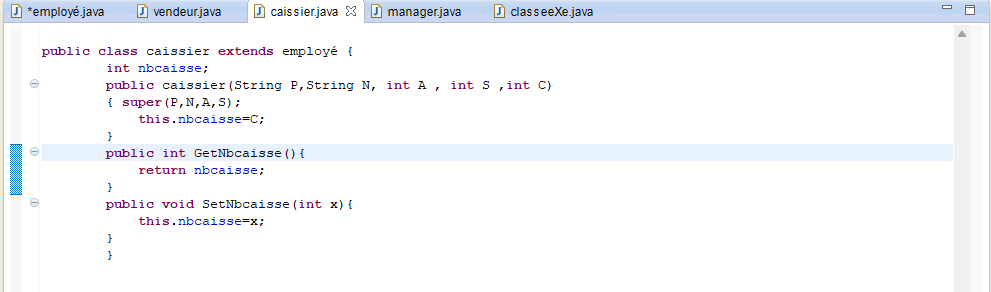 *employé.java vendeur.java caissier.java manager.java classeeXe.java
public class caissier extends employé {
int nbcaisse;
public caissier(String P,String N, int A , int S ,int C)
{ super(P,N,A,S);
this.nbcaisse=C;
}
public int GetNbcaisse(){
return nbcaisse;
}
public void SetNbcaisse(int x){
this.nbcaisse=x;
}
}